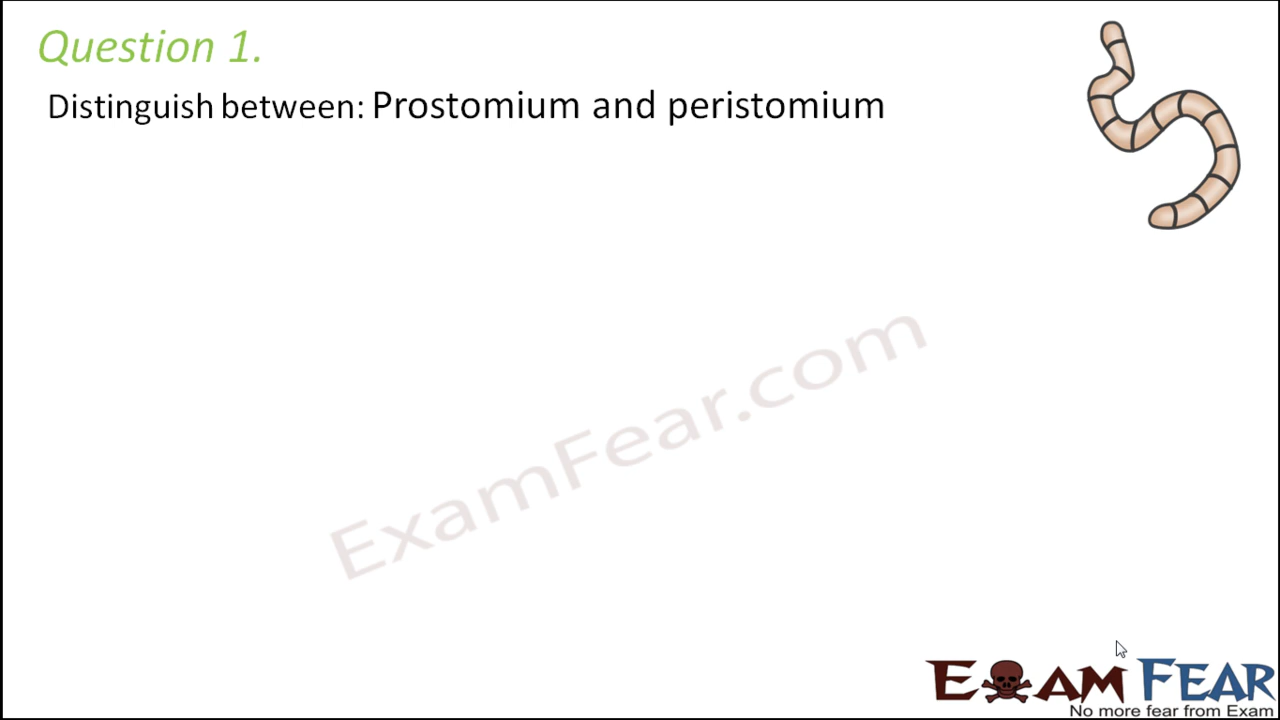 Question 1.
Distinguish between: Prostomium and peristomium
ExamFear.com
EXAM FEAR
No more fear from Exam